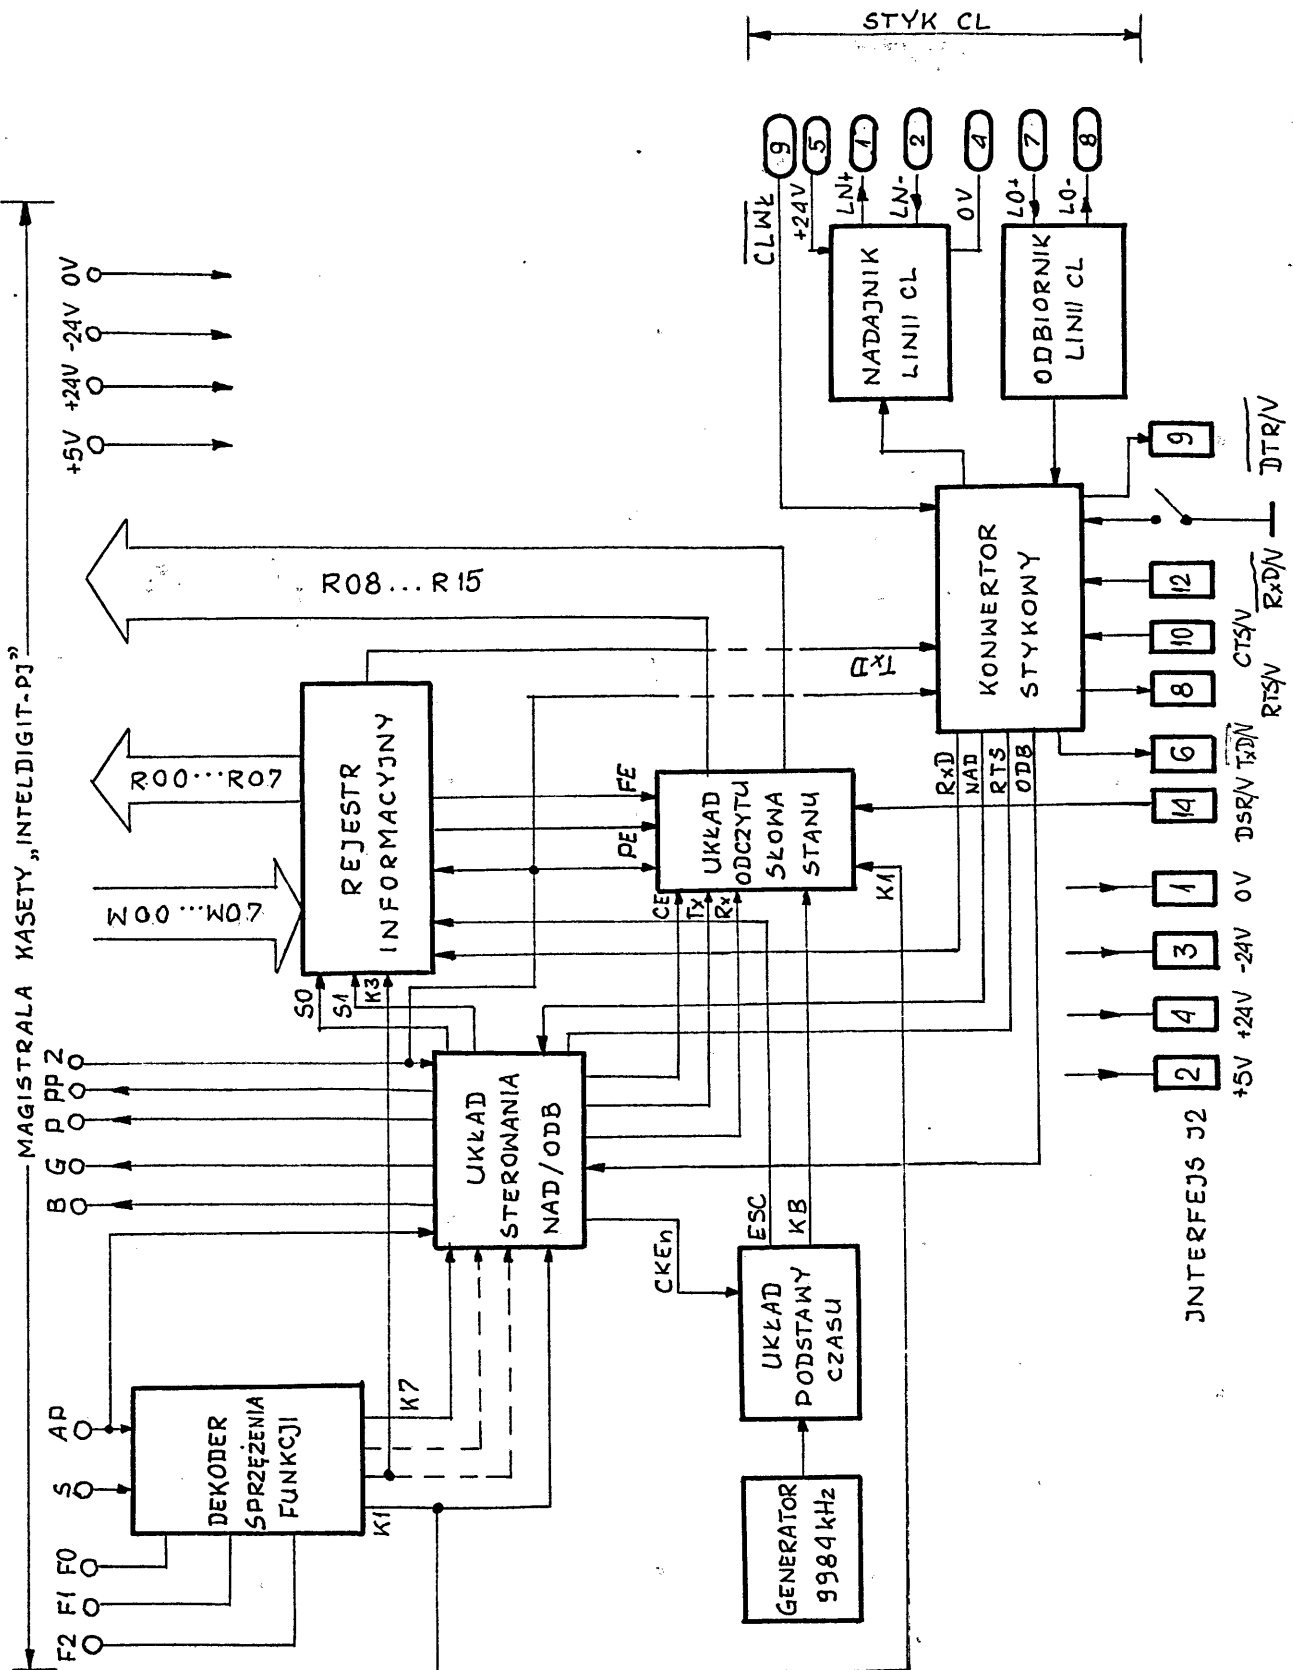 MAGISTRALA KASETY „INTELDIGIT-PJ"
F2
F1
F0
S
AP
B
G
P
PP
Z
+5V
+24V
-24V
0V
W00...W07
R00...R07
R08...R15
DEKODER
SPRZĘŻENIA
FUNKCJI
K1
K7
UKŁAD
STEROWANIA
NAD/ODB
S0
S1
K3
REJESTR
INFORMACYJNY
PE
FE
CE
Tx
Rx
UKŁAD
ODCZYTU
SŁOWA
STANU
K1
CKEn
ESC
KB
GENERATOR
9984kHz
UKŁAD
PODSTAWY
CZASU
RxD
NAD
RTS
ODB
TxD
KONWERTOR
STYKOWY
NADAJNIK
LINII CL
ODBIORNIK
LINII CL
CLWŁ
+24V
LN+
LN-
0V
LO+
LO-
9
5
1
2
4
7
8
STYK CL
INTERFEJS J2
2
4
3
1
14
6
8
10
12
9
+5V
+24V
-24V
0V
DSR/V
TxD/V
RTS/V
CTS/V
RxD/V
DTR/V